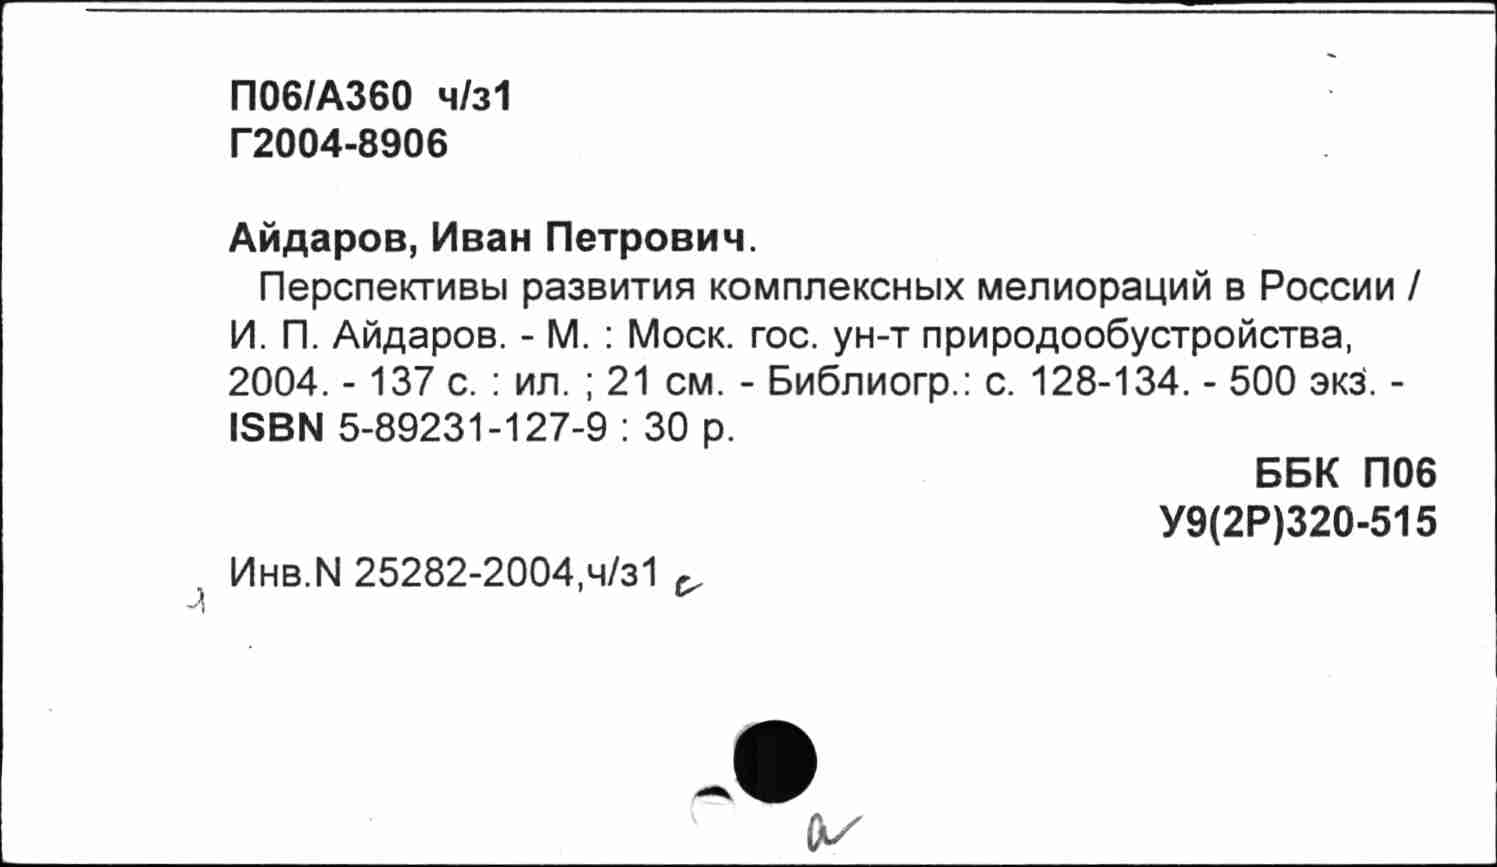 П06/А360 ч/з1
Г2004-8906
Айдаров, Иван Петрович.
Перспективы развития комплексных мелиораций в России /
И. П. Айдаров. - М. : Моск. гос. ун-т природообустройства,
2004. - 137 с. : ил. ; 21 см. - Библиогр.: с. 128-134. - 500 экз. -
ISBN 5-89231-127-9 : 30 р.
ББК П06
У9(2Р)320-515
Инв.N 25282-2004,ч/з1